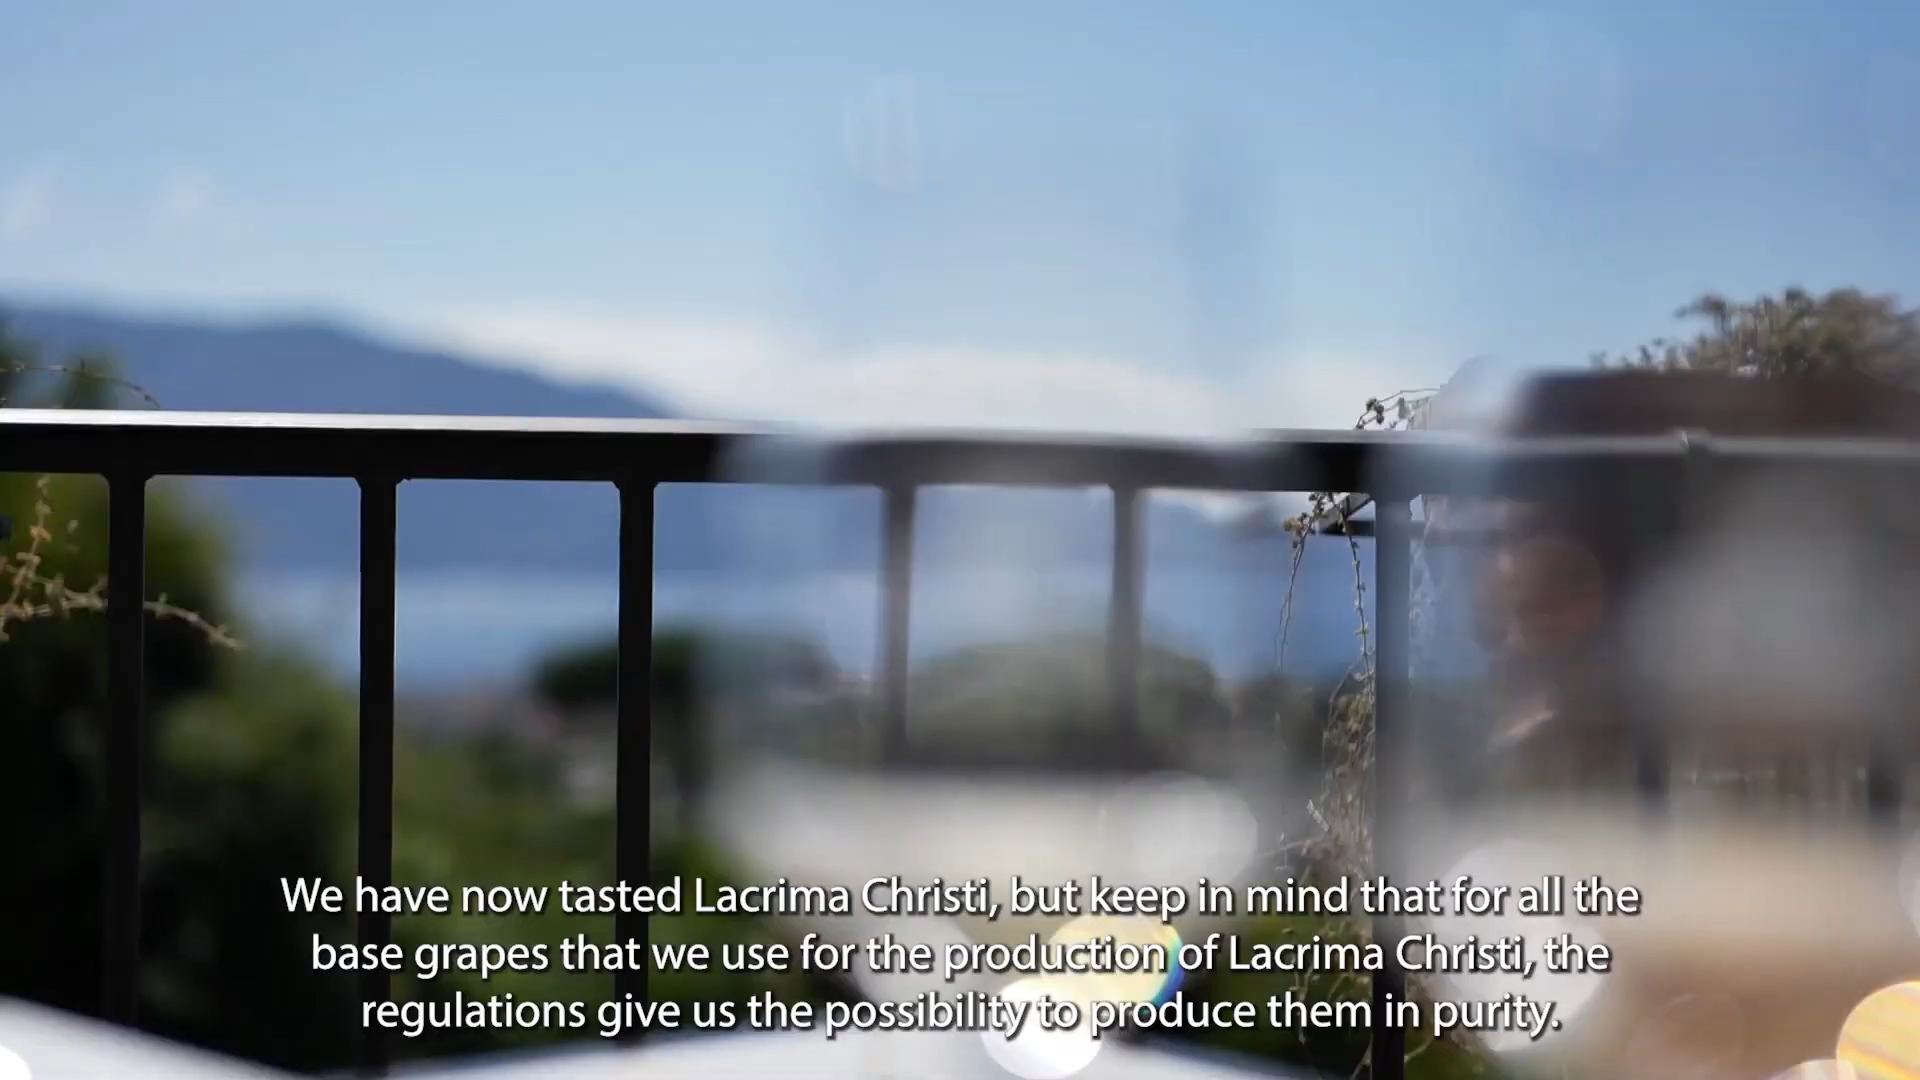 We have now tasted Lacrima Christi, but keep in mind that for all the
base grapes that we use for the production of Lacrima Christi, the
regulations give us the possibility to produce them in purity.